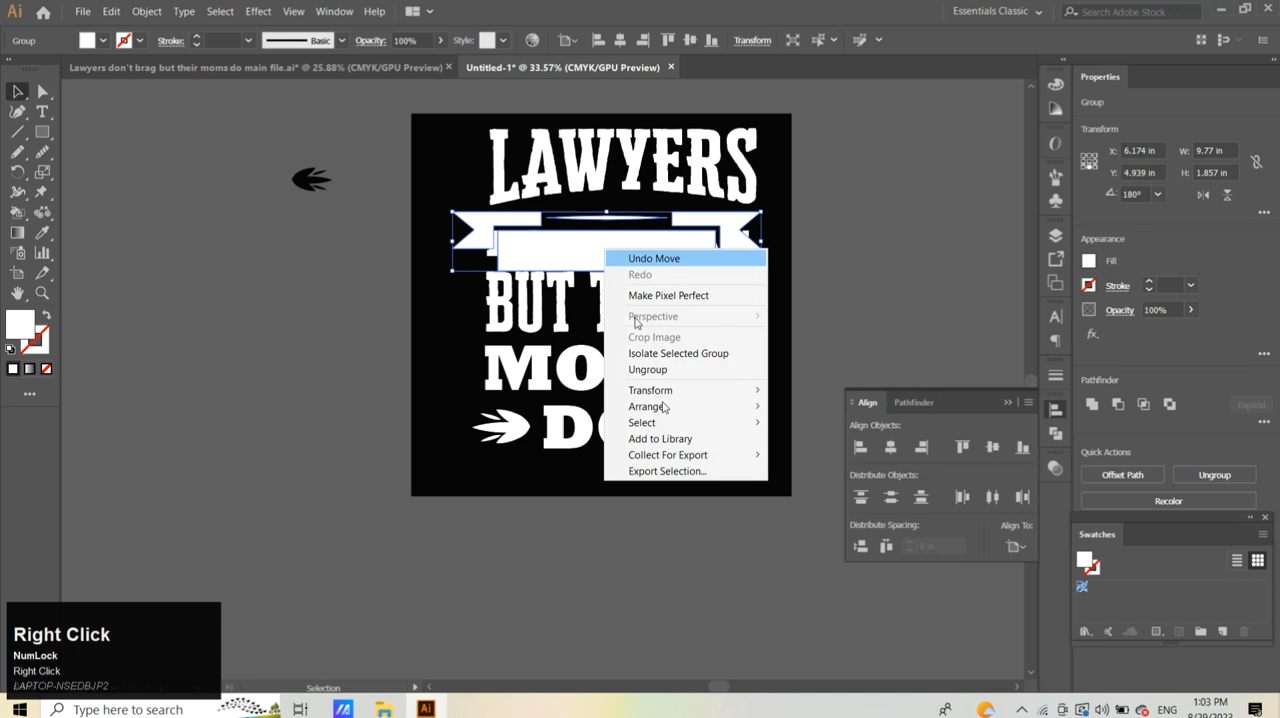 Ai File Edit Object Type Select Effect View Window Help Essentials Classic Search Adobe Stock
Group Stroke: Basic Opacity: 100% Style: Transform
Lawyers don't brag but their moms do main file.ai* @ 25.88% (CMYK/GPU Preview) × Untitled-1* @ 33.57% (CMYK/GPU Preview) ×
LAWYERS
BUT T
MO
DO
Undo Move
Redo
Make Pixel Perfect
Perspective
Crop Image
Isolate Selected Group
Ungroup
Transform
Arrange
Select
Add to Library
Collect For Export
Export Selection...
Align Pathfinder
Align Objects:
Distribute Objects:
Distribute Spacing: Align To:
0 in
Properties
Group
Transform
X: 6.174 in W: 9.77 in
Y: 4.939 in H: 1.857 in
180°
Appearance
Fill
Stroke
Opacity 100%
fx.
Pathfinder
Expand
Quick Actions
Offset Path Ungroup
Recolor
Swatches
Right Click
NumLock
Right Click
LAPTOP-NSEDBJP2
Selection
Type here to search
Ai
ENG
1:03 PM
8/29/2023